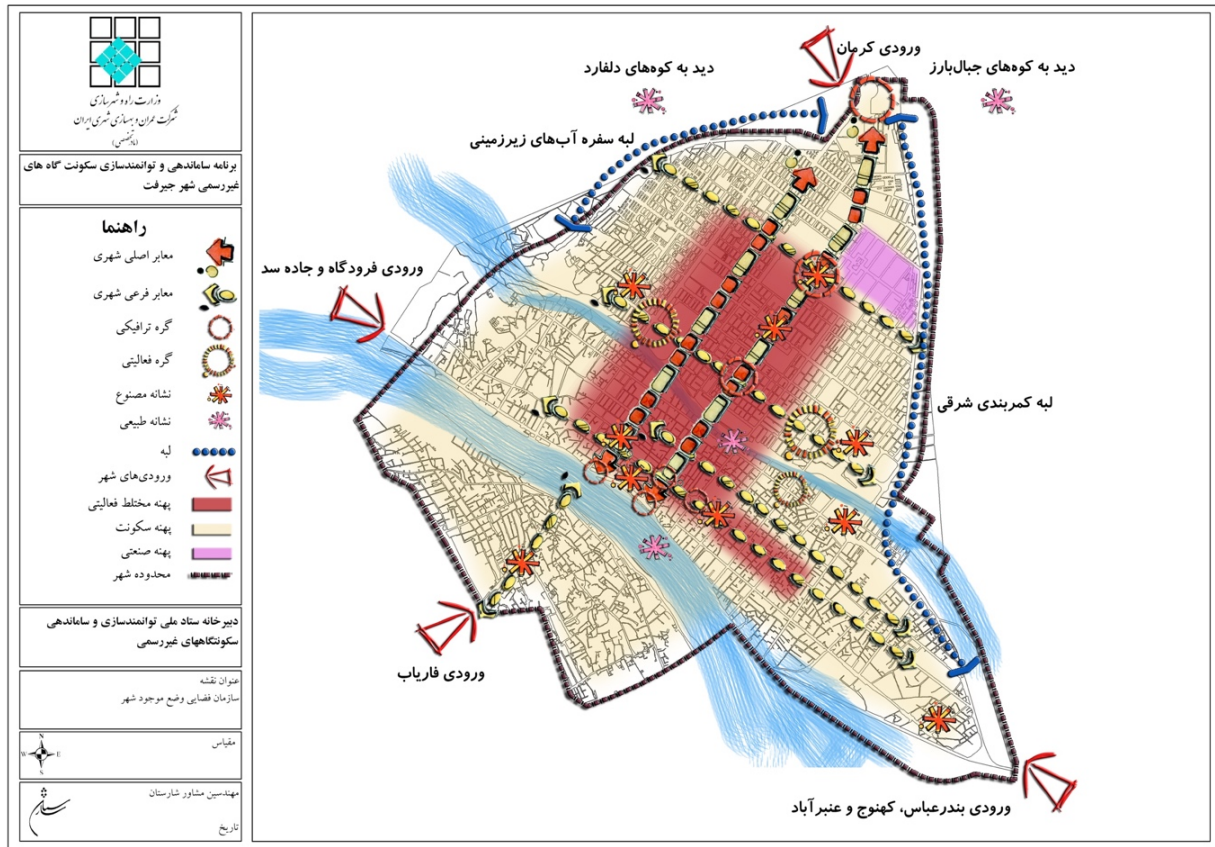 وزارت راه و شهرسازی
شرکت عمران و بهسازی شهری ایران
(مادرتخصصی)
برنامه ساماندهی و توانمندسازی سکونت گاه های
غیررسمی شهر جیرفت
راهنما
معابر اصلی شهری
معابر فرعی شهری
گره ترافیکی
گره فعالیتی
نشانه مصنوع
نشانه طبیعی
لبه
ورودی‌های شهر
پهنه مختلط فعالیتی
پهنه سکونت
پهنه صنعتی
محدوده شهر
دبیرخانه ستاد ملی توانمندسازی و ساماندهی
سکونتگاههای غیررسمی
عنوان نقشه
سازمان فضایی وضع موجود شهر
مقیاس
N
W E
S
مهندسین مشاور شارستان
تاریخ
ورودی کرمان
دید به کوه‌های جبال‌بارز
دید به کوه‌های دلفارد
لبه سفره آب‌های زیرزمینی
ورودی فرودگاه و جاده سد
لبه کمربندی شرقی
ورودی فاریاب
ورودی بندرعباس، کهنوج و عنبرآباد